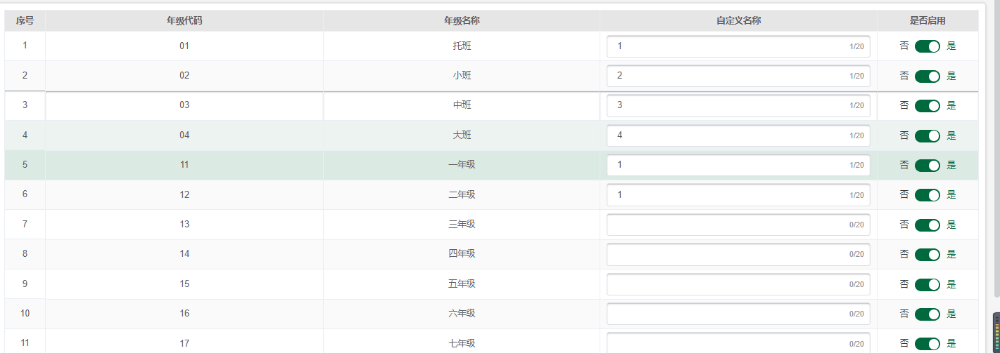 序号 年级代码 年级名称 自定义名称 是否启用
1 01 托班 1 1/20 否 是
2 02 小班 2 1/20 否 是
3 03 中班 3 1/20 否 是
4 04 大班 4 1/20 否 是
5 11 一年级 1 1/20 否 是
6 12 二年级 1 1/20 否 是
7 13 三年级 0/20 否 是
8 14 四年级 0/20 否 是
9 15 五年级 0/20 否 是
10 16 六年级 0/20 否 是
11 17 七年级 0/20 否 是